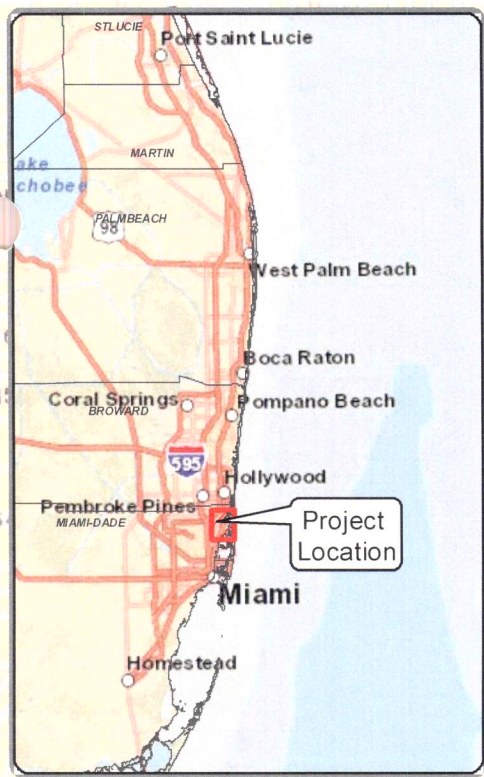 STLUCIE
Port Saint Lucie
MARTIN
ake
chobee
PALMBEACH
98
West Palm Beach
Boca Raton
Coral Springs
BROWARD
Pompano Beach
595
Hollywood
Pembroke Pines
MIAMI-DADE
Project
Location
Miami
Homestead